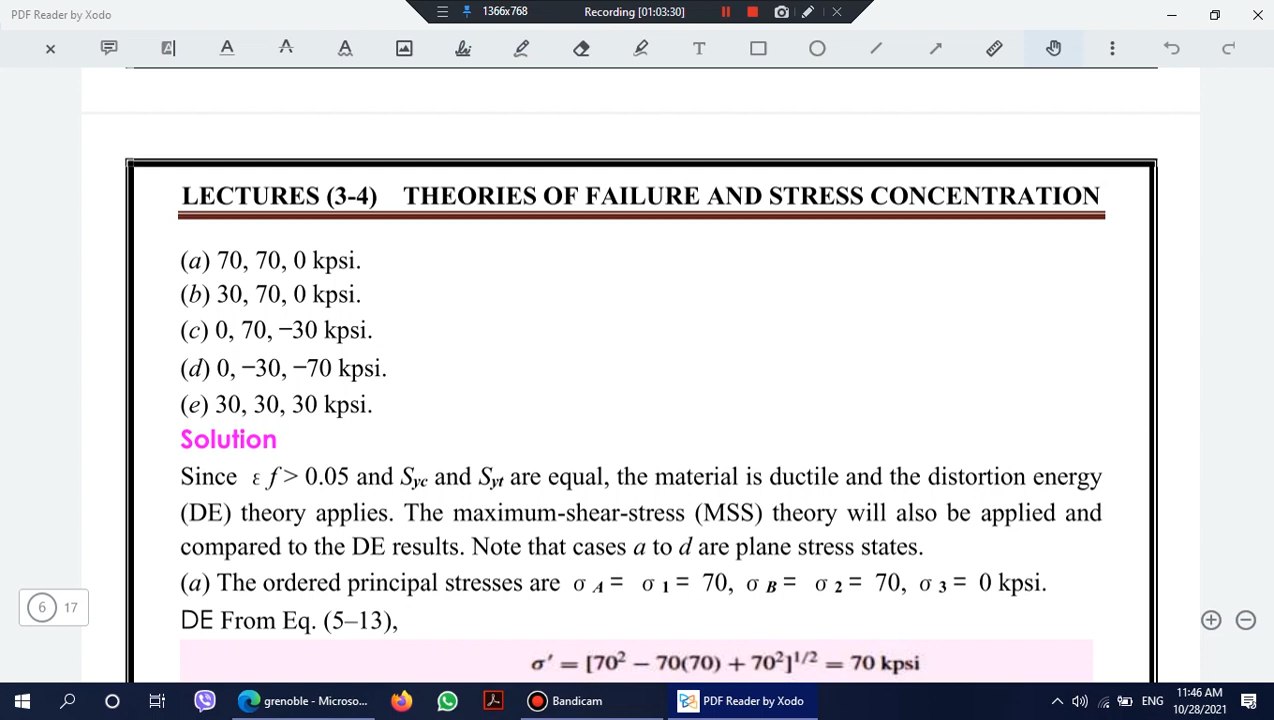 PDF Reader by Xodo
1366x768
Recording [01:03:30]
LECTURES (3-4) THEORIES OF FAILURE AND STRESS CONCENTRATION
(a) 70, 70, 0 kpsi.
(b) 30, 70, 0 kpsi.
(c) 0, 70, −30 kpsi.
(d) 0, −30, −70 kpsi.
(e) 30, 30, 30 kpsi.
Solution
Since ε f > 0.05 and Syc and Syt are equal, the material is ductile and the distortion energy
(DE) theory applies. The maximum-shear-stress (MSS) theory will also be applied and
compared to the DE results. Note that cases a to d are plane stress states.
(a) The ordered principal stresses are σ A = σ 1 = 70, σ B = σ 2 = 70, σ 3 = 0 kpsi.
6 17
DE From Eq. (5–13),
σ′ = [70² − 70(70) + 70²]^1/2 = 70 kpsi
grenoble - Microso...
Bandicam
PDF Reader by Xodo
ENG
11:46 AM
10/28/2021